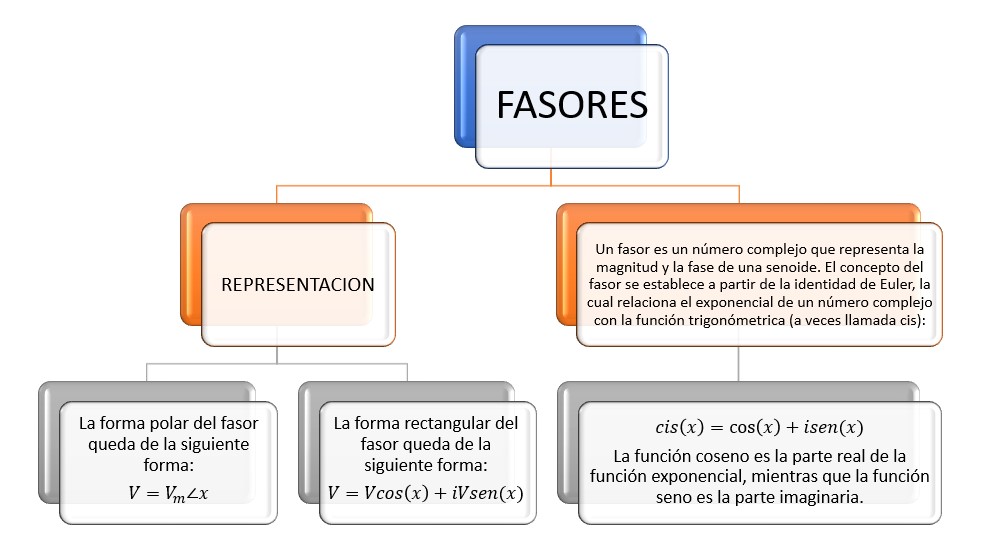 FASORES
REPRESENTACION
Un fasor es un número complejo que representa la
magnitud y la fase de una senoide. El concepto del
fasor se establece a partir de la identidad de Euler, la
cual relaciona el exponencial de un número complejo
con la función trigonómetrica (a veces llamada cis):
La forma polar del fasor
queda de la siguiente
forma:
V = Vₘ∠x
La forma rectangular del
fasor queda de la
siguiente forma:
V = Vcos(x) + iVsen(x)
cis(x) = cos(x) + isen(x)
La función coseno es la parte real de la
función exponencial, mientras que la función
seno es la parte imaginaria.